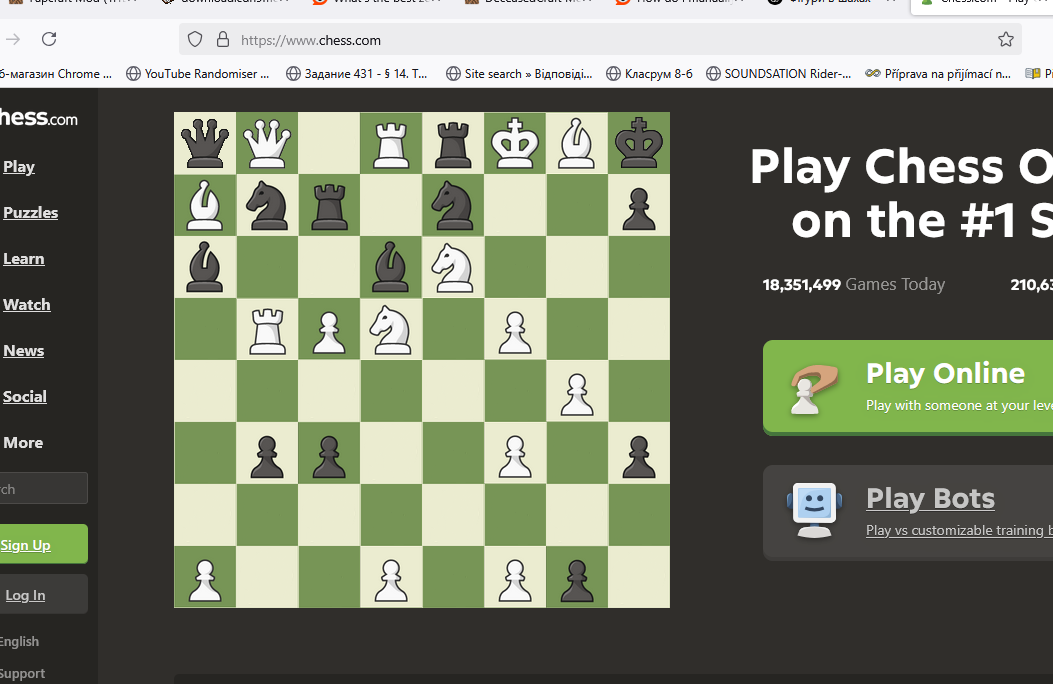 https://www.chess.com
б-магазин Chrome ... YouTube Randomiser ... Задание 431 - § 14. Т... Site search » Відповіді... Класрум 8-б SOUNDSATION Rider-... Příprava na přijímací n...
hess.com
Play
Puzzles
Learn
Watch
News
Social
More
rch
Sign Up
Log In
English
Support
Play Chess O
on the #1 S
18,351,499 Games Today 210,63
Play Online
Play with someone at your leve
Play Bots
Play vs customizable training b